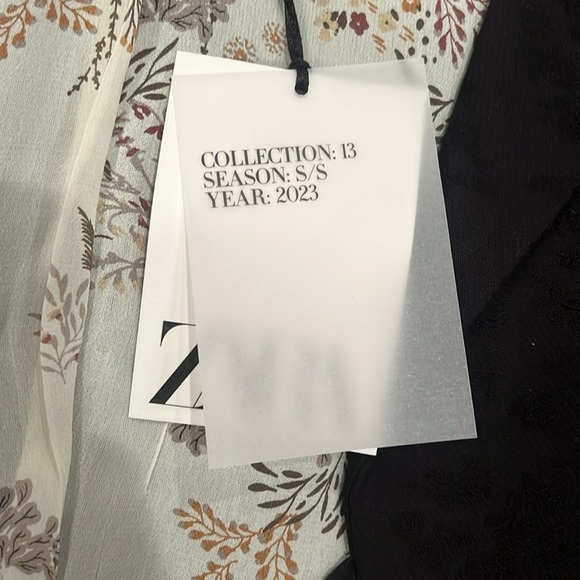 COLLECTION: 13
SEASON: S/S
YEAR: 2023
Z